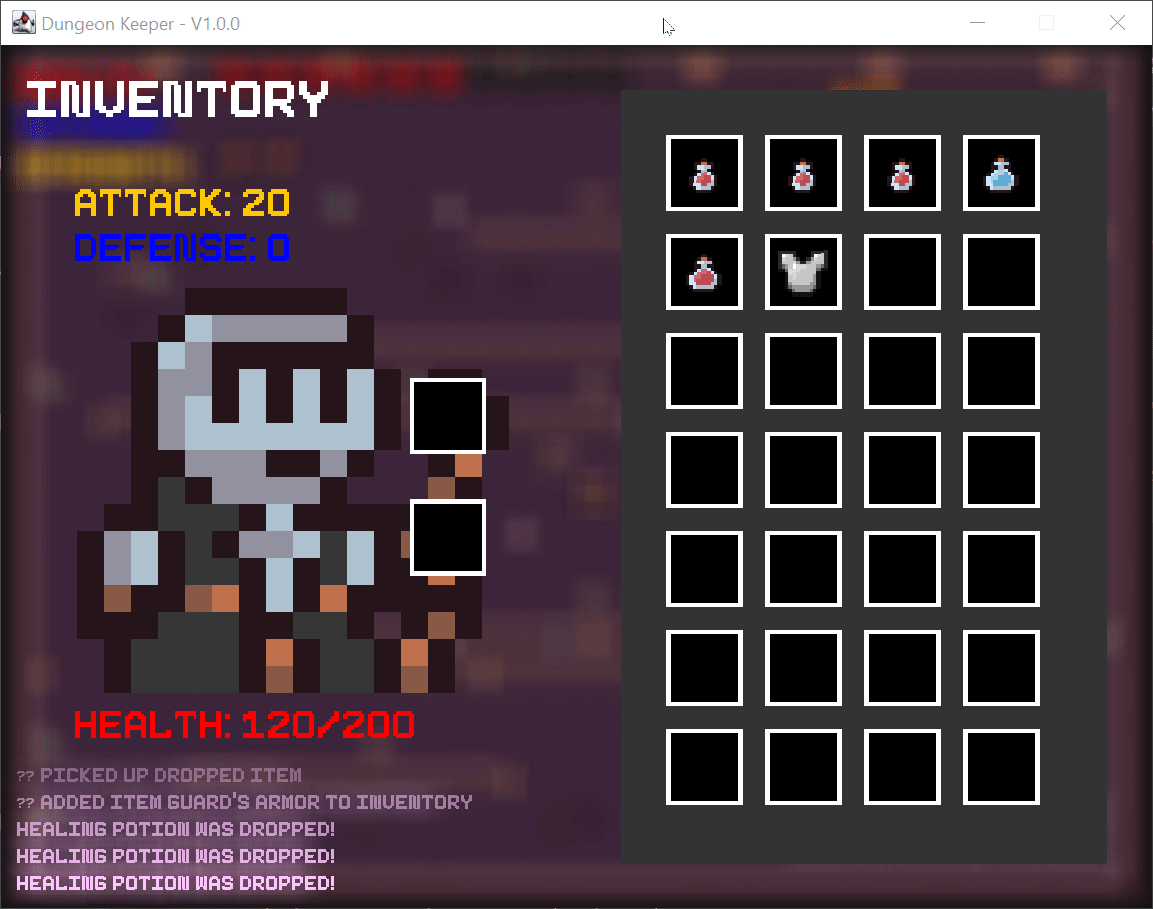 Dungeon Keeper - V1.0.0
INVENTORY
ATTACK: 20
DEFENSE: 0
HEALTH: 120/200
?? PICKED UP DROPPED ITEM
?? ADDED ITEM GUARD'S ARMOR TO INVENTORY
HEALING POTION WAS DROPPED!
HEALING POTION WAS DROPPED!
HEALING POTION WAS DROPPED!